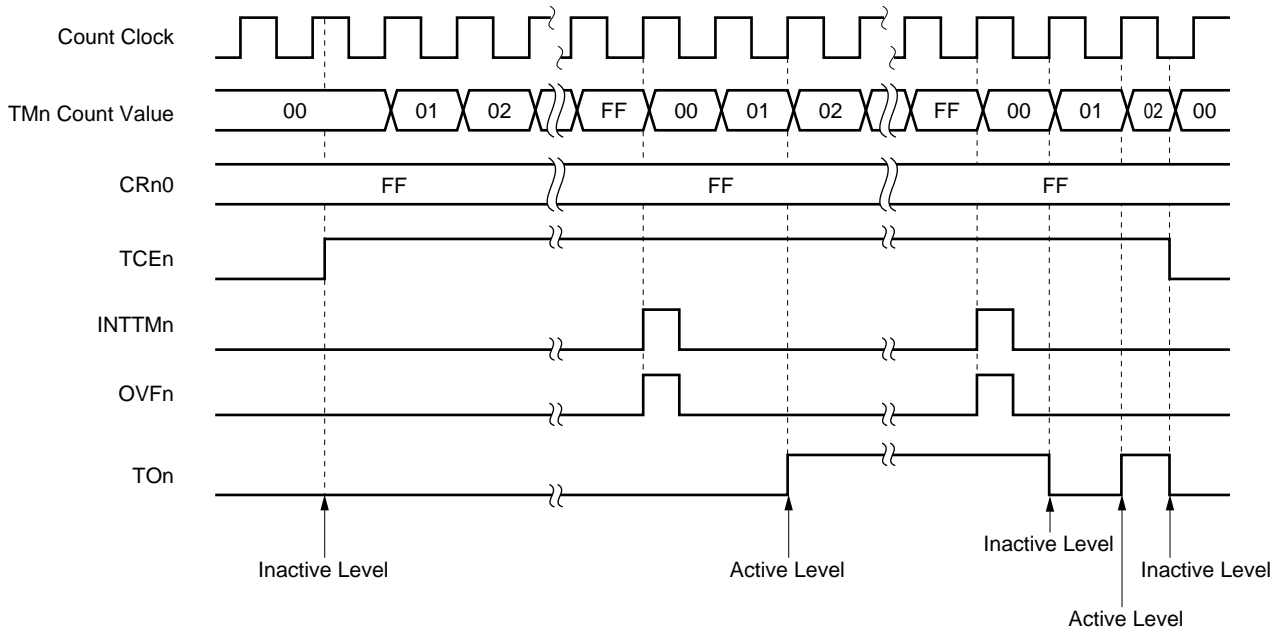 Count Clock
TMn Count Value 00 01 02 FF 00 01 02 FF 00 01 02 00
CRn0 FF FF FF
TCEn
INTTMn
OVFn
TOn
Inactive Level
Active Level
Inactive Level
Inactive Level
Active Level